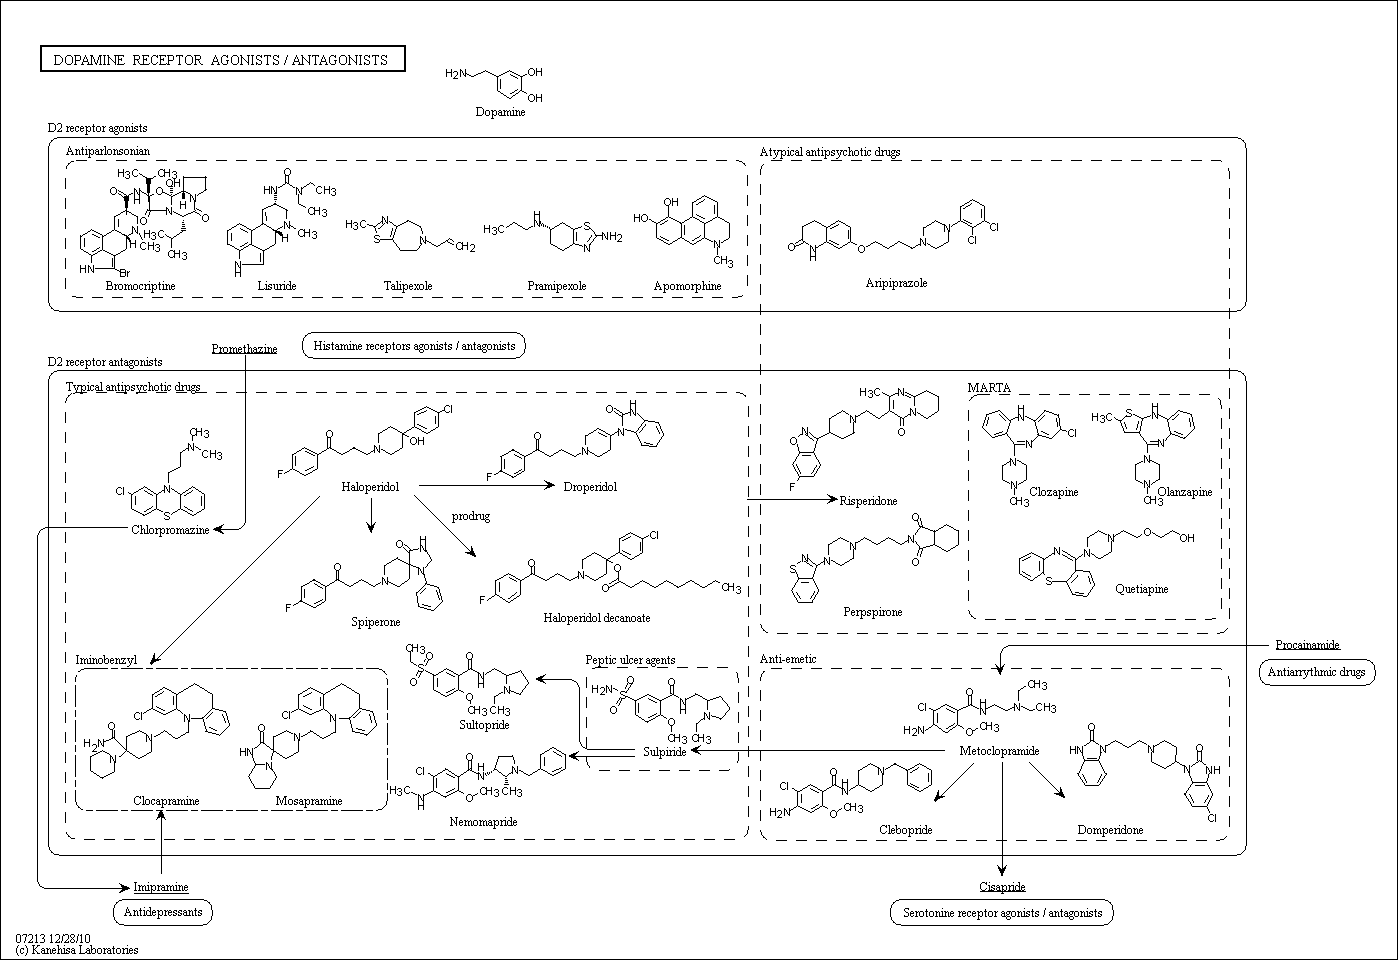 DOPAMINE RECEPTOR AGONISTS / ANTAGONISTS
H2N
OH
OH
Dopamine
D2 receptor agonists
Antiparlonsonian
Atypical antipsychotic drugs
Bromocriptine
Lisuride
Talipexole
Pramipexole
Apomorphine
Aripiprazole
Promethazine
Histamine receptors agonists / antagonists
D2 receptor antagonists
Typical antipsychotic drugs
MARTA
Haloperidol
Droperidol
Risperidone
Clozapine
Olanzapine
prodrug
Chlorpromazine
Spiperone
Haloperidol decanoate
Perpspirone
Quetiapine
Iminobenzyl
Peptic ulcer agents
Anti-emetic
Procainamide
Antiarrythmic drugs
Sultopride
Sulpiride
Metoclopramide
Clocapramine
Mosapramine
Nemomapride
Clebopride
Domperidone
Imipramine
Antidepressants
Cisapride
Serotonine receptor agonists / antagonists
07213 12/28/10
(c) Kanehisa Laboratories